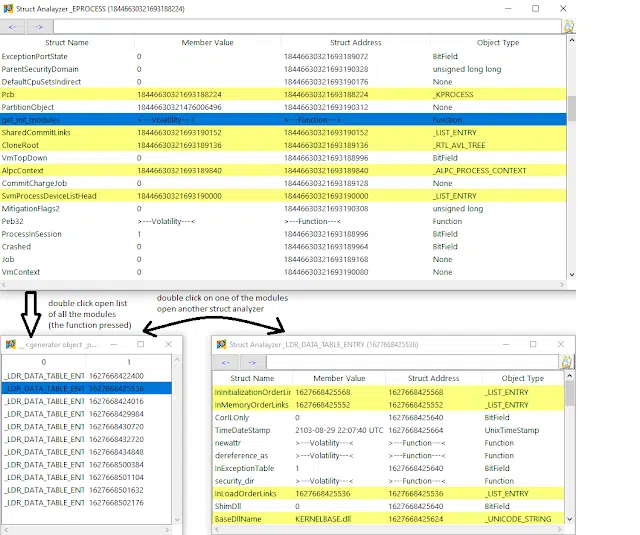 Struct Analayzer _EPROCESS (18446630321693188224)
<- ->
Struct Name Member Value Struct Address Object Type
ExceptionPortState 0 18446630321693189072 BitField
ParentSecurityDomain 0 18446630321693190328 unsigned long long
DefaultCpuSetsIndirect 0 18446630321693190176 None
Pcb 18446630321693188224 18446630321693188224 _KPROCESS
PartitionObject 18446630321476006496 18446630321693190312 None
get_init_modules >---Volatility---< >---Function---< Function
SharedCommitLinks 18446630321693190152 18446630321693190152 _LIST_ENTRY
CloneRoot 18446630321693189136 18446630321693189136 _RTL_AVL_TREE
VmTopDown 0 18446630321693188996 BitField
AlpcContext 18446630321693189840 18446630321693189840 _ALPC_PROCESS_CONTEXT
CommitChargeJob 0 18446630321693189128 None
SvmProcessDeviceListHead 18446630321693190000 18446630321693190000 _LIST_ENTRY
MitigationFlags2 0 18446630321693190308 unsigned long
Peb32 >---Volatility---< >---Function---< Function
ProcessInSession 1 18446630321693188996 BitField
Crashed 0 18446630321693189964 BitField
Job 0 18446630321693189168 None
VmContext 0 18446630321693190080 None
double click open list
of all the modules
(the function pressed)
double click on one of the modules
open another struct analyzer
_<generator object _p...
0 1
_LDR_DATA_TABLE_ENT 1627668422400
_LDR_DATA_TABLE_ENT 1627668425536
_LDR_DATA_TABLE_ENT 1627668424016
_LDR_DATA_TABLE_ENT 1627668429984
_LDR_DATA_TABLE_ENT 1627668430720
_LDR_DATA_TABLE_ENT 1627668432720
_LDR_DATA_TABLE_ENT 1627668434848
_LDR_DATA_TABLE_ENT 1627668500384
_LDR_DATA_TABLE_ENT 1627668501104
_LDR_DATA_TABLE_ENT 1627668501632
_LDR_DATA_TABLE_ENT 1627668502176
Struct Analayzer _LDR_DATA_TABLE_ENTRY (1627668425536)
<- ->
Struct Name Member Value Struct Address Object Type
InInitializationOrderLir 1627668425568 1627668425568 _LIST_ENTRY
InMemoryOrderLinks 1627668425552 1627668425552 _LIST_ENTRY
CorILOnly 0 1627668425640 BitField
TimeDateStamp 2103-08-29 22:07:40 UTC 1627668425664 UnixTimeStamp
newattr >---Volatility---< >---Function---< Function
dereference_as >---Volatility---< >---Function---< Function
InExceptionTable 1 1627668425640 BitField
security_dir >---Volatility---< >---Function---< Function
InLoadOrderLinks 1627668425536 1627668425536 _LIST_ENTRY
ShimDll 0 1627668425640 BitField
BaseDllName KERNELBASE.dll 1627668425624 _UNICODE_STRING